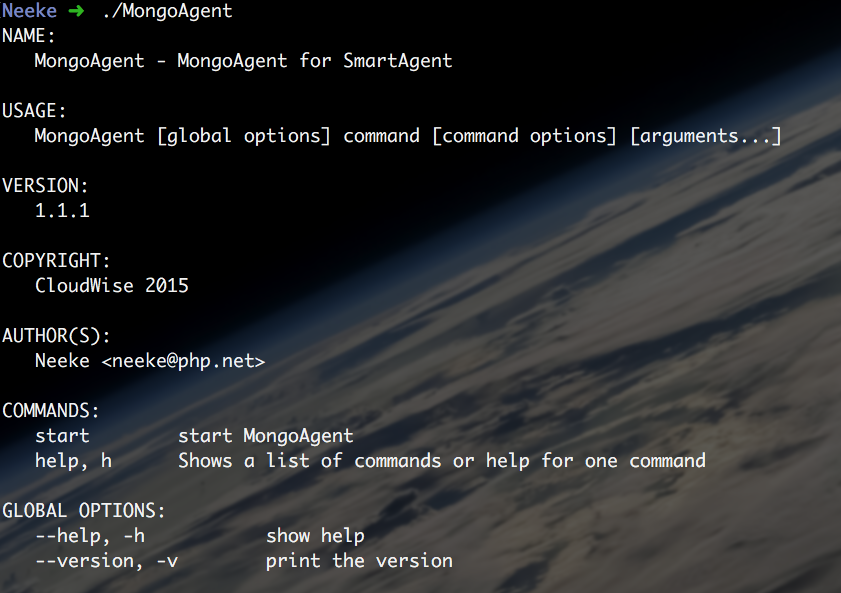 Neeke ➜ ./MongoAgent
NAME:
   MongoAgent - MongoAgent for SmartAgent

USAGE:
   MongoAgent [global options] command [command options] [arguments...]

VERSION:
   1.1.1

COPYRIGHT:
   CloudWise 2015

AUTHOR(S):
   Neeke <neeke@php.net>

COMMANDS:
   start        start MongoAgent
   help, h      Shows a list of commands or help for one command

GLOBAL OPTIONS:
   --help, -h           show help
   --version, -v        print the version